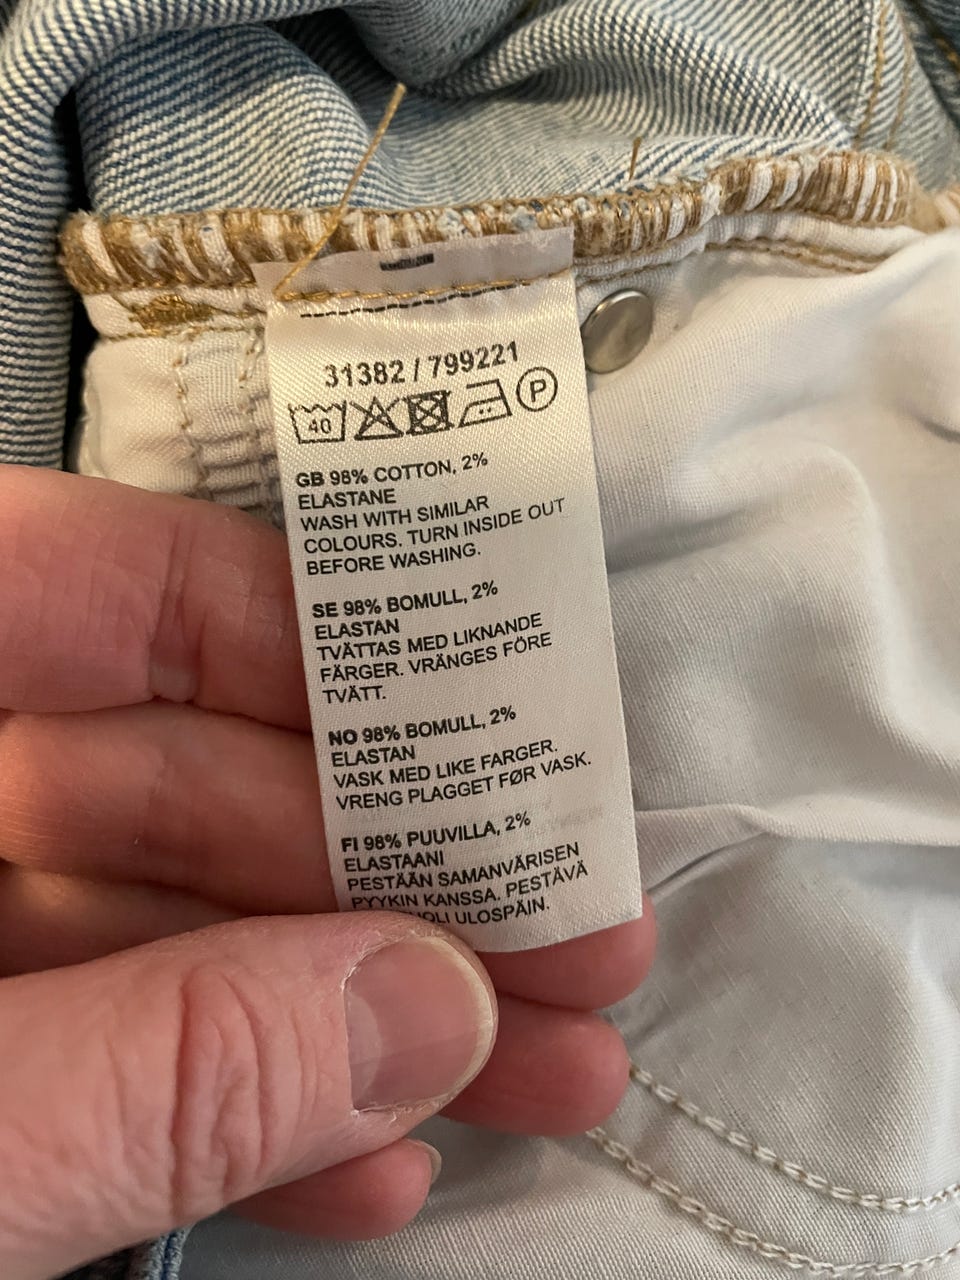 31382 / 799221
40 P
GB 98% COTTON, 2%
ELASTANE
WASH WITH SIMILAR
COLOURS. TURN INSIDE OUT
BEFORE WASHING.
SE 98% BOMULL, 2%
ELASTAN
TVÄTTAS MED LIKNANDE
FÄRGER. VRÄNGES FÖRE
TVÄTT.
NO 98% BOMULL, 2%
ELASTAN
VASK MED LIKE FARGER.
VRENG PLAGGET FØR VASK.
FI 98% PUUVILLA, 2%
ELASTAANI
PESTÄÄN SAMANVÄRISEN
PYYKIN KANSSA. PESTÄVÄ
ULOSPÄIN.